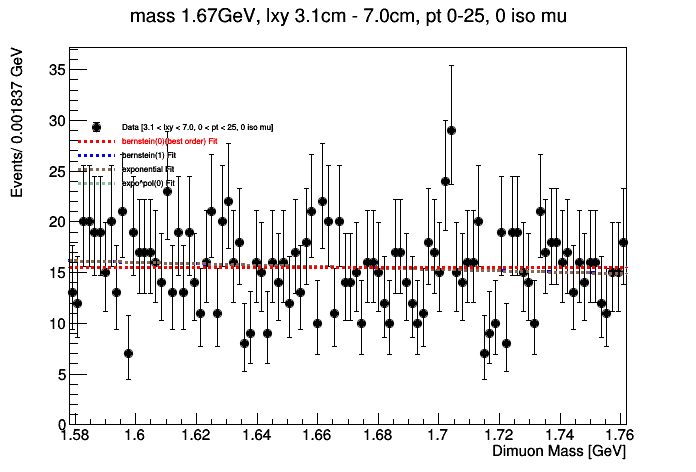 mass 1.67GeV, lxy 3.1cm - 7.0cm, pt 0-25, 0 iso mu
Events/ 0.001837 GeV
35
30
25
20
15
10
5
0
Data [3.1 < lxy < 7.0, 0 < pt < 25, 0 iso mu]
bernstein(0)(best order) Fit
bernstein(1) Fit
exponential Fit
expo*pol(0) Fit
1.58 1.6 1.62 1.64 1.66 1.68 1.7 1.72 1.74 1.76
Dimuon Mass [GeV]